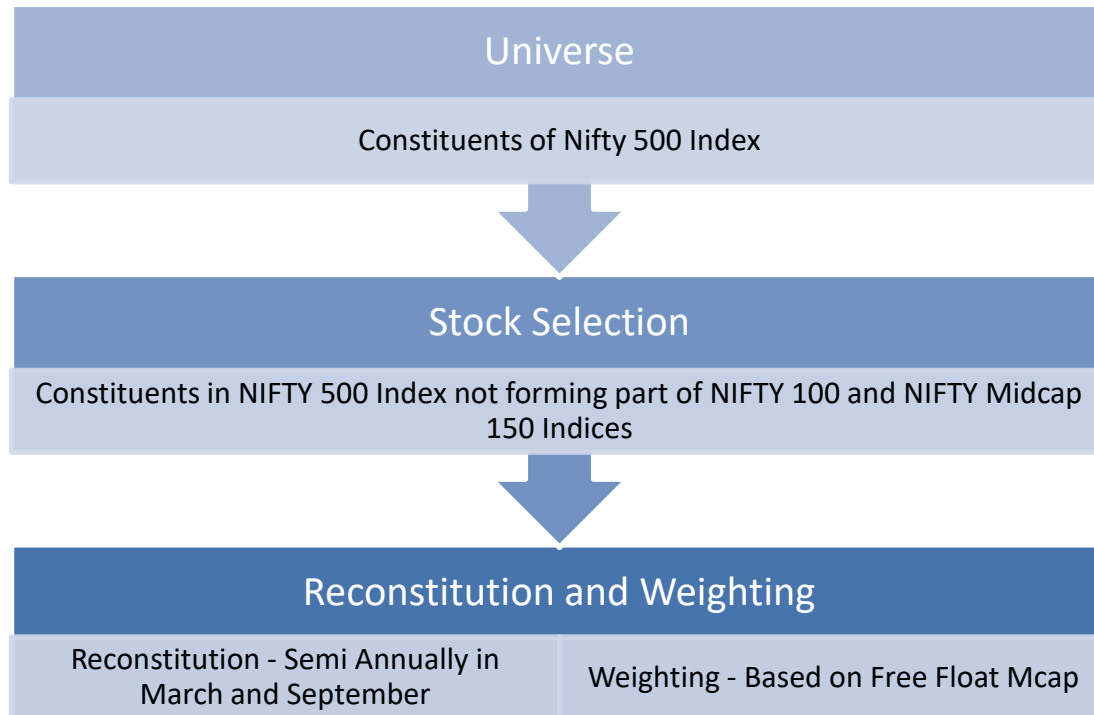 Universe
Constituents of Nifty 500 Index
Stock Selection
Constituents in NIFTY 500 Index not forming part of NIFTY 100 and NIFTY Midcap
150 Indices
Reconstitution and Weighting
Reconstitution - Semi Annually in
March and September
Weighting - Based on Free Float Mcap